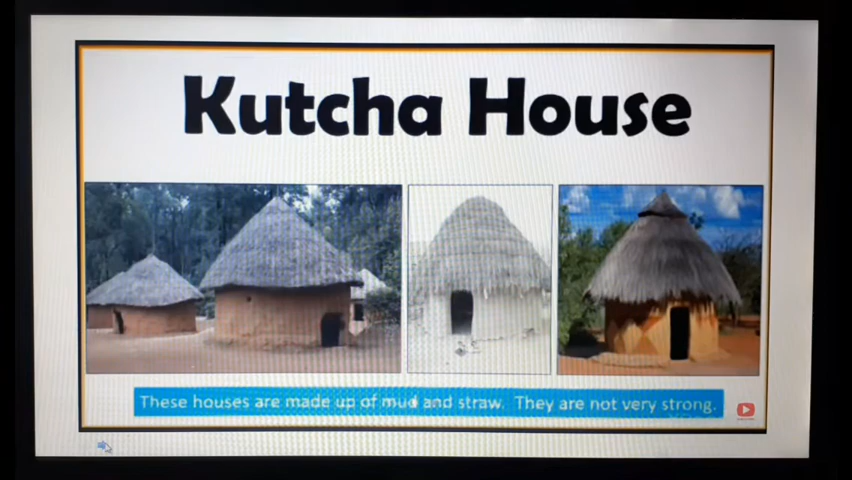 Kutcha House
These houses are made up of mud and straw. They are not very strong.